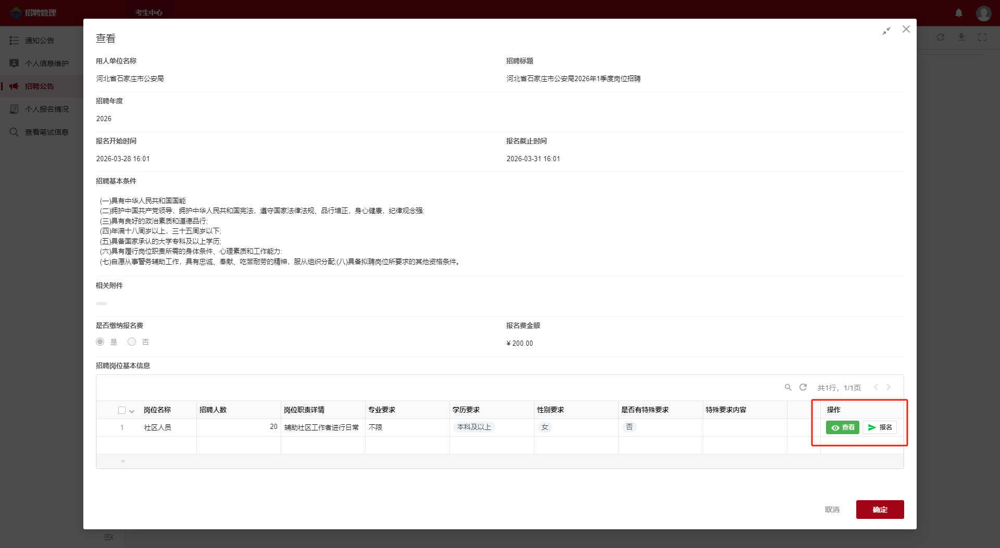 招聘管理
考生中心
通知公告
个人信息维护
招聘公告
个人报名情况
查看笔试信息
查看
用人单位名称
招聘标题
河北省石家庄市公安局
河北省石家庄市公安局2026年1季度岗位招聘
招聘年度
2026
报名开始时间
报名截止时间
2026-03-28 16:01
2026-03-31 16:01
招聘基本条件
(一)具有中华人民共和国国能
(二)拥护中国共产党领导，拥护中华人民共和国宪法，遵守国家法律法规、品行墙正，身心健康，纪律观念强:
(三)具有良好的政治素质和道德品行;
(四)年满十八周岁以上，三十五周岁以下;
(五)具备国家承认的大学专科及以上学历;
(六)具有履行岗位职责所需的身体条件、心理素质和工作能力:
(七)自愿从事警务辅助工作，具有忠诚、奉献、吃苦耐劳的精神，服从组织分配;(八)具备拟聘岗位所要求的其他资格条件。
相关附件
是否缴纳报名费
报名费金额
是 否
¥ 200.00
招聘岗位基本信息
共1行，1/1页
岗位名称 招聘人数 岗位职责详情 专业要求 学历要求 性别要求 是否有特殊要求 特殊要求内容 操作
1 社区人员 20 辅助社区工作者进行日常 不限 本科及以上 女 否 查看 报名
=
取消 确定